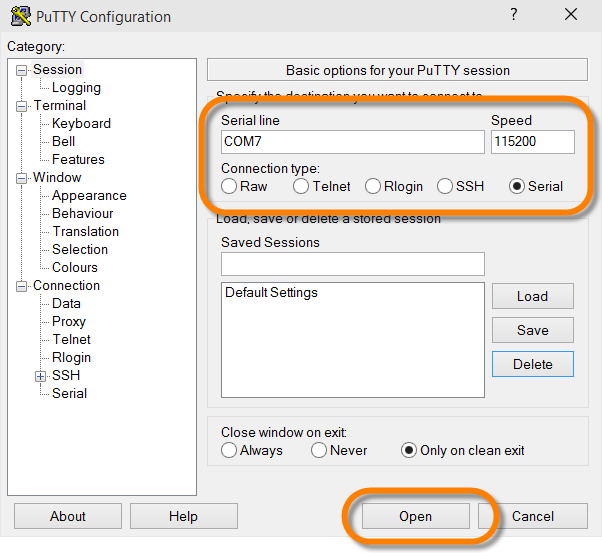 PuTTY Configuration
?
Category:
Session
Logging
Terminal
Keyboard
Bell
Features
Window
Appearance
Behaviour
Translation
Selection
Colours
Connection
Data
Proxy
Telnet
Rlogin
SSH
Serial
Basic options for your PuTTY session
Specify the destination you want to connect to
Serial line Speed
COM7 115200
Connection type:
Raw Telnet Rlogin SSH Serial
Load, save or delete a stored session
Saved Sessions
Default Settings
Load
Save
Delete
Close window on exit:
Always Never Only on clean exit
About Help Open Cancel